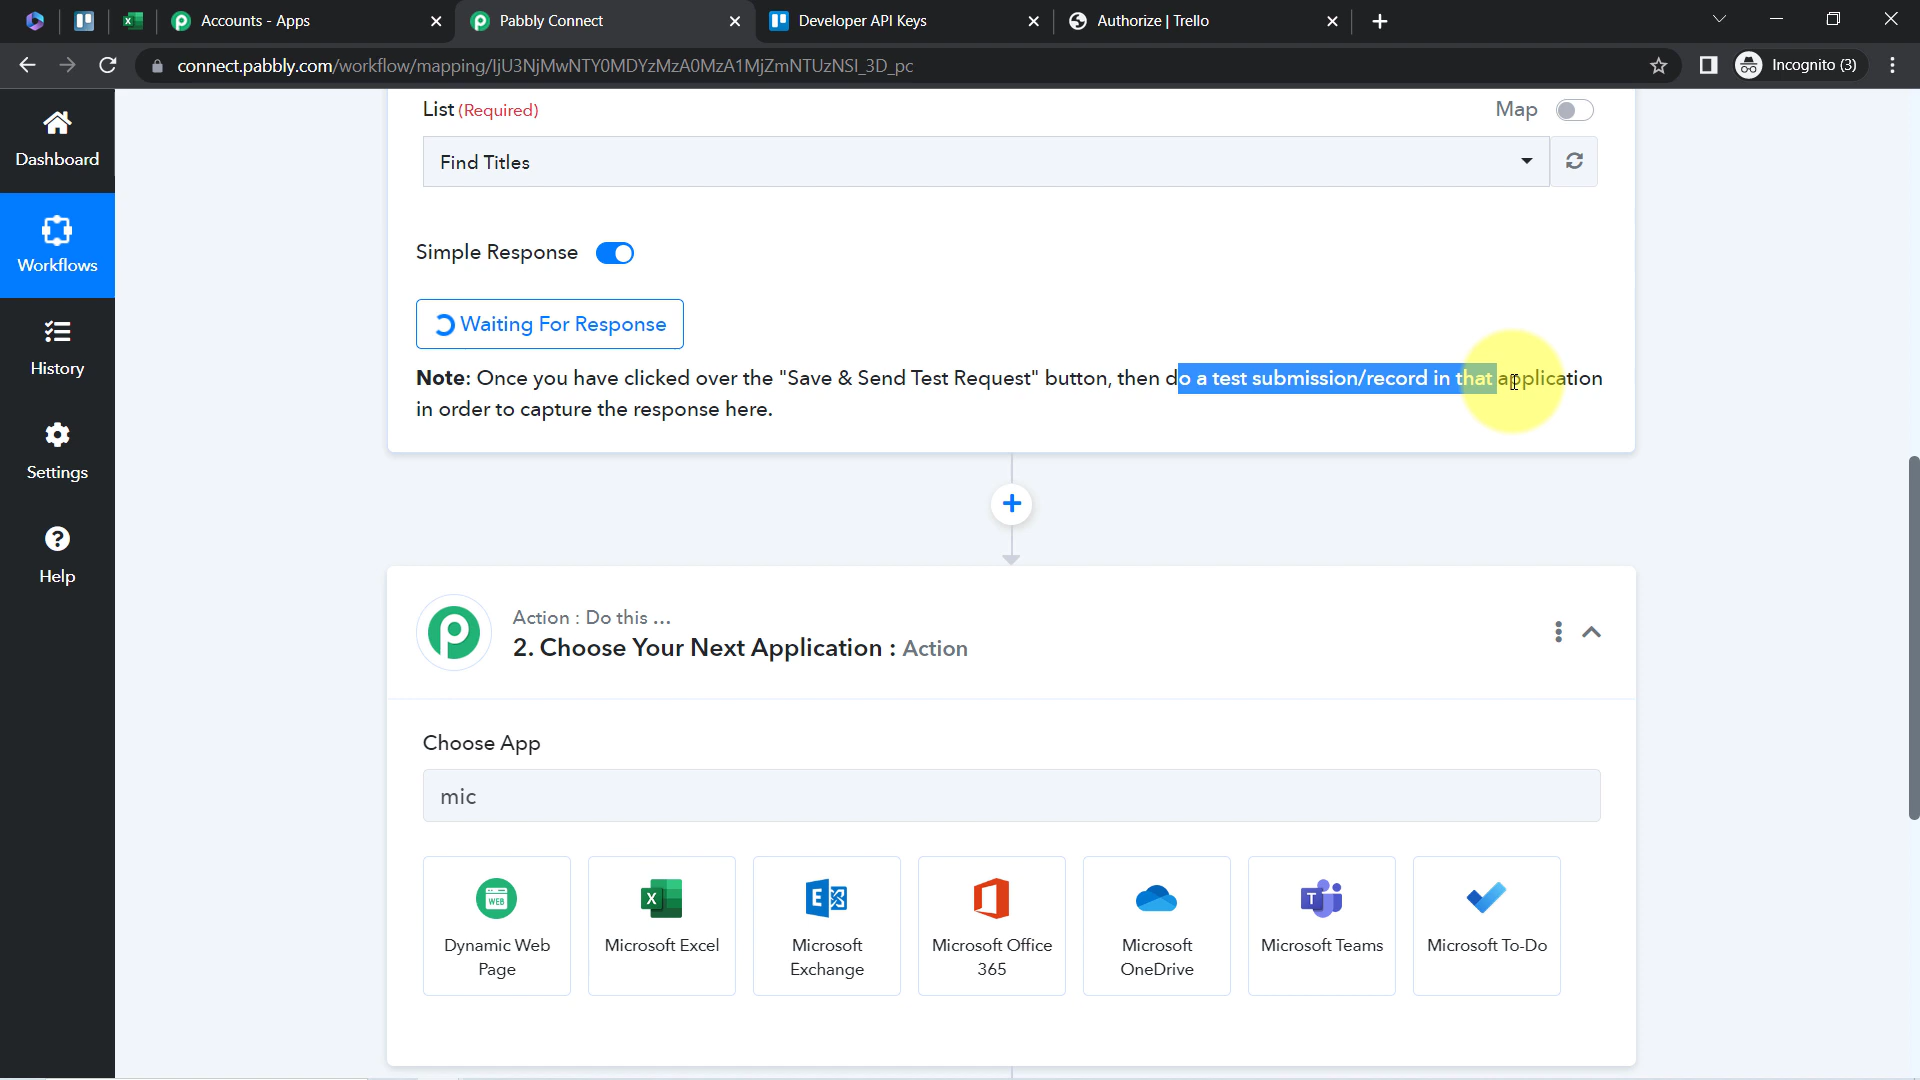 Accounts - Apps
Pabbly Connect
Developer API Keys
Authorize | Trello
connect.pabbly.com/workflow/mapping/IjU3NjMwNTY0MDYzMzA0MzA1MjZmNTUzNSI_3D_pc
Incognito (3)
Dashboard
Workflows
History
Settings
Help
List (Required)
Map
Find Titles
Simple Response
Waiting For Response
Note: Once you have clicked over the "Save & Send Test Request" button, then do a test submission/record in that application
in order to capture the response here.
Action : Do this ...
2. Choose Your Next Application : Action
Choose App
mic
WEB
Dynamic Web
Page
Microsoft Excel
Microsoft
Exchange
Microsoft Office
365
Microsoft
OneDrive
Microsoft Teams
Microsoft To-Do